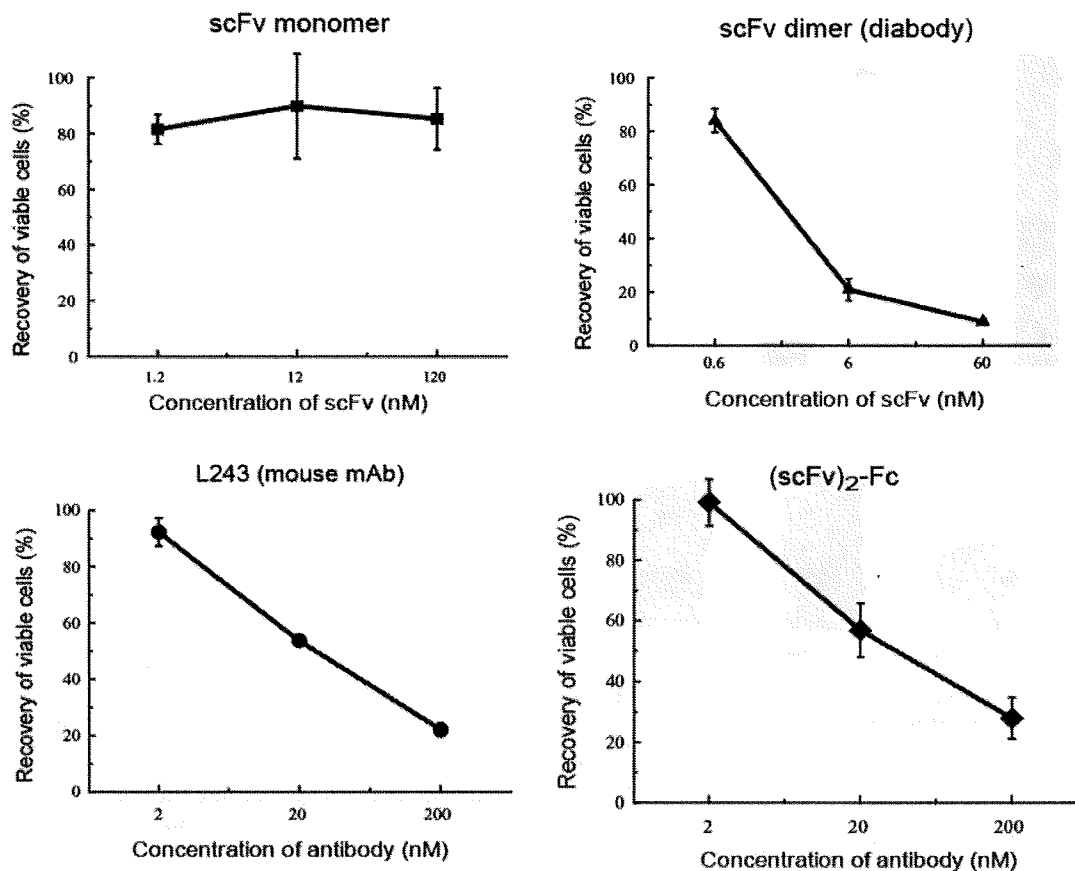 scFv monomer
Recovery of viable cells (%)
100
80
60
40
20
0
1.2 12 120
Concentration of scFv (nM)
scFv dimer (diabody)
Recovery of viable cells (%)
100
80
60
40
20
0
0.6 6 60
Concentration of scFv (nM)
L243 (mouse mAb)
Recovery of viable cells (%)
100
80
60
40
20
0
2 20 200
Concentration of antibody (nM)
(scFv)2-Fc
Recovery of viable cells (%)
100
80
60
40
20
0
2 20 200
Concentration of antibody (nM)